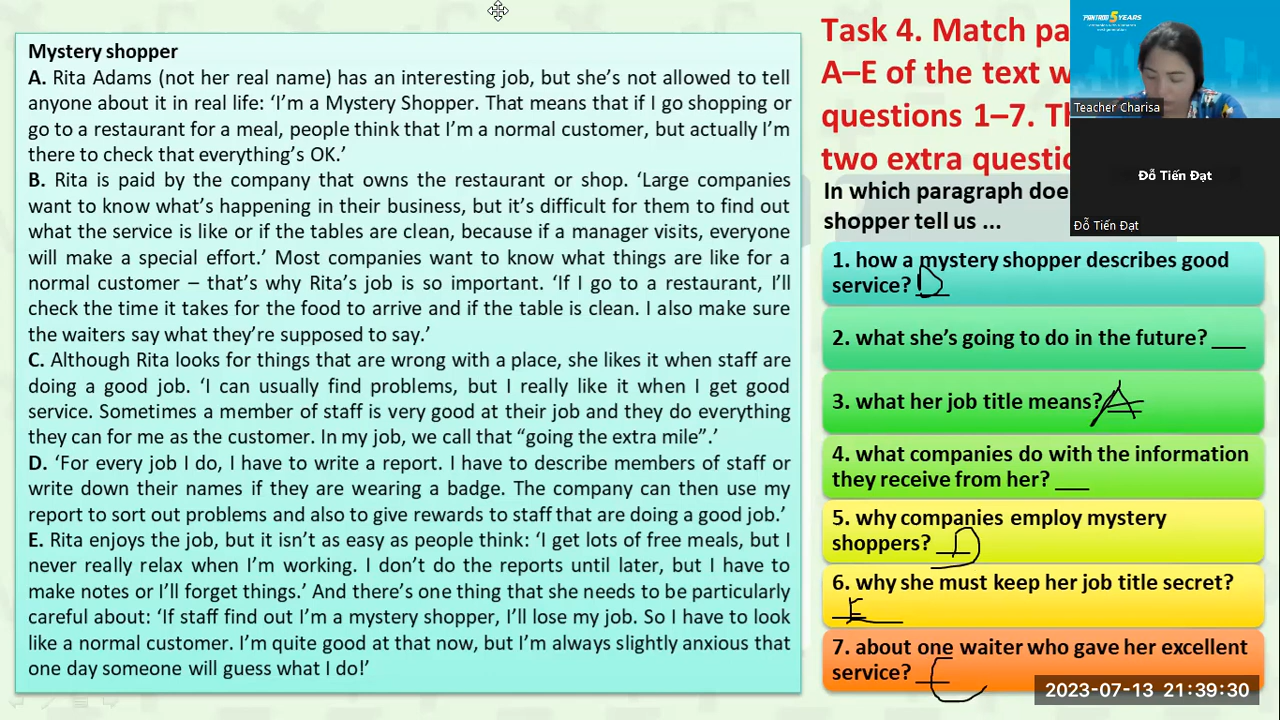 Mystery shopper
A. Rita Adams (not her real name) has an interesting job, but she's not allowed to tell
anyone about it in real life: 'I'm a Mystery Shopper. That means that if I go shopping or
go to a restaurant for a meal, people think that I'm a normal customer, but actually I'm
there to check that everything's OK.'
B. Rita is paid by the company that owns the restaurant or shop. 'Large companies
want to know what's happening in their business, but it's difficult for them to find out
what the service is like or if the tables are clean, because if a manager visits, everyone
will make a special effort.' Most companies want to know what things are like for a
normal customer – that's why Rita's job is so important. 'If I go to a restaurant, I'll
check the time it takes for the food to arrive and if the table is clean. I also make sure
the waiters say what they're supposed to say.'
C. Although Rita looks for things that are wrong with a place, she likes it when staff are
doing a good job. 'I can usually find problems, but I really like it when I get good
service. Sometimes a member of staff is very good at their job and they do everything
they can for me as the customer. In my job, we call that "going the extra mile".'
D. 'For every job I do, I have to write a report. I have to describe members of staff or
write down their names if they are wearing a badge. The company can then use my
report to sort out problems and also to give rewards to staff that are doing a good job.'
E. Rita enjoys the job, but it isn't as easy as people think: 'I get lots of free meals, but I
never really relax when I'm working. I don't do the reports until later, but I have to
make notes or I'll forget things.' And there's one thing that she needs to be particularly
careful about: 'If staff find out I'm a mystery shopper, I'll lose my job. So I have to look
like a normal customer. I'm quite good at that now, but I'm always slightly anxious that
one day someone will guess what I do!'
Task 4. Match pa
A–E of the text w
questions 1–7. Th
two extra questio
In which paragraph doe
shopper tell us ...
1. how a mystery shopper describes good
service? D
2. what she's going to do in the future? ___
3. what her job title means? A
4. what companies do with the information
they receive from her? ___
5. why companies employ mystery
shoppers? D
6. why she must keep her job title secret?
E
7. about one waiter who gave her excellent
service? C
5 YEARS
Teacher Charisa
Đỗ Tiến Đạt
Đỗ Tiến Đạt
2023-07-13 21:39:30